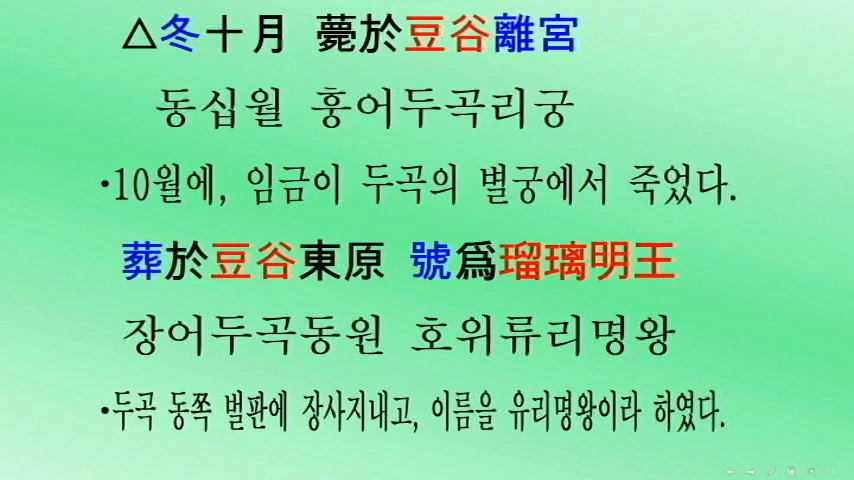 △冬十月 薨於豆谷離宮
동십월 훙어두곡리궁
•10월에, 임금이 두곡의 별궁에서 죽었다.
葬於豆谷東原 號爲瑠璃明王
장어두곡동원 호위류리명왕
•두곡 동쪽 벌판에 장사지내고, 이름을 유리명왕이라 하였다.